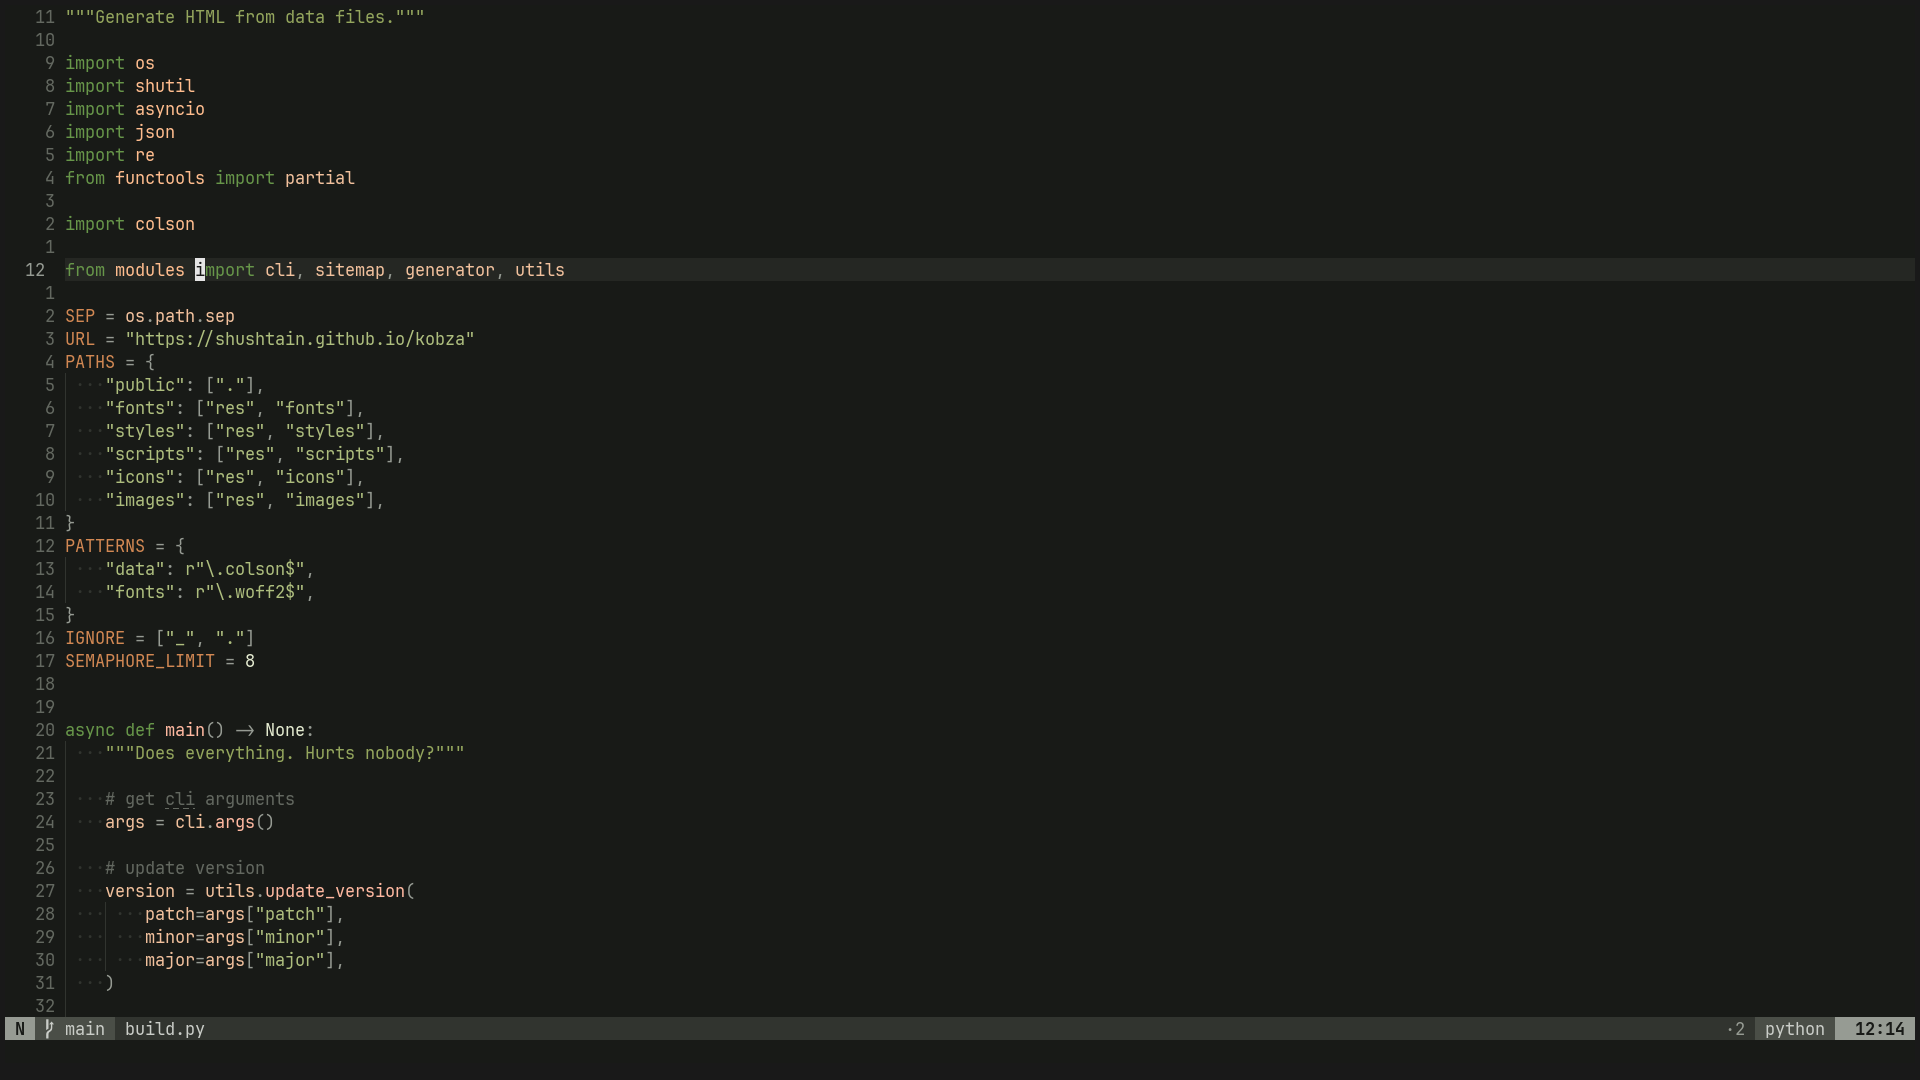 11 """Generate HTML from data files."""
10
9 import os
8 import shutil
7 import asyncio
6 import json
5 import re
4 from functools import partial
3
2 import colson
1
12 from modules import cli, sitemap, generator, utils
1
2 SEP = os.path.sep
3 URL = "https://shushtain.github.io/kobza"
4 PATHS = {
5 ···"public": ["."],
6 ···"fonts": ["res", "fonts"],
7 ···"styles": ["res", "styles"],
8 ···"scripts": ["res", "scripts"],
9 ···"icons": ["res", "icons"],
10 ···"images": ["res", "images"],
11 }
12 PATTERNS = {
13 ···"data": r"\.colson$",
14 ···"fonts": r"\.woff2$",
15 }
16 IGNORE = ["_", "."]
17 SEMAPHORE_LIMIT = 8
18
19
20 async def main() -> None:
21 ···"""Does everything. Hurts nobody?"""
22
23 ···# get cli arguments
24 ···args = cli.args()
25
26 ···# update version
27 ···version = utils.update_version(
28 ··· ···patch=args["patch"],
29 ··· ···minor=args["minor"],
30 ··· ···major=args["major"],
31 ···)
32
N main build.py ·2 python 12:14